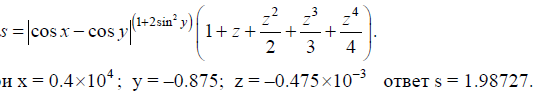 s = |cos x − cos y|^(1+2sin² y) (1 + z + z²/2 + z³/3 + z⁴/4).
и x = 0.4×10⁴; y = –0.875; z = –0.475×10⁻³ ответ s = 1.98727.